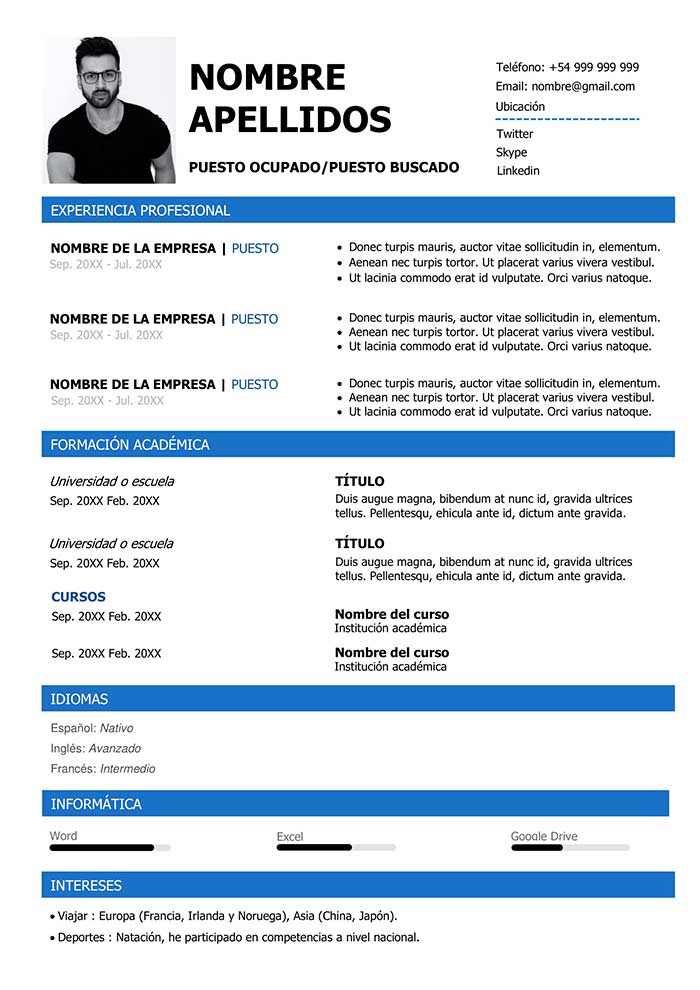 NOMBRE
APELLIDOS
PUESTO OCUPADO/PUESTO BUSCADO
Teléfono: +54 999 999 999
Email: nombre@gmail.com
Ubicación
Twitter
Skype
Linkedin
EXPERIENCIA PROFESIONAL
NOMBRE DE LA EMPRESA | PUESTO
Sep. 20XX - Jul. 20XX
• Donec turpis mauris, auctor vitae sollicitudin in, elementum.
• Aenean nec turpis tortor. Ut placerat varius vivera vestibul.
• Ut lacinia commodo erat id vulputate. Orci varius natoque.
NOMBRE DE LA EMPRESA | PUESTO
Sep. 20XX - Jul. 20XX
• Donec turpis mauris, auctor vitae sollicitudin in, elementum.
• Aenean nec turpis tortor. Ut placerat varius vivera vestibul.
• Ut lacinia commodo erat id vulputate. Orci varius natoque.
NOMBRE DE LA EMPRESA | PUESTO
Sep. 20XX - Jul. 20XX
• Donec turpis mauris, auctor vitae sollicitudin in, elementum.
• Aenean nec turpis tortor. Ut placerat varius vivera vestibul.
• Ut lacinia commodo erat id vulputate. Orci varius natoque.
FORMACIÓN ACADÉMICA
Universidad o escuela
Sep. 20XX Feb. 20XX
TÍTULO
Duis augue magna, bibendum at nunc id, gravida ultrices
tellus. Pellentesqu, ehicula ante id, dictum ante gravida.
Universidad o escuela
Sep. 20XX Feb. 20XX
TÍTULO
Duis augue magna, bibendum at nunc id, gravida ultrices
tellus. Pellentesqu, ehicula ante id, dictum ante gravida.
CURSOS
Sep. 20XX Feb. 20XX
Nombre del curso
Institución académica
Sep. 20XX Feb. 20XX
Nombre del curso
Institución académica
IDIOMAS
Español: Nativo
Inglés: Avanzado
Francés: Intermedio
INFORMÁTICA
Word
Excel
Google Drive
INTERESES
• Viajar : Europa (Francia, Irlanda y Noruega), Asia (China, Japón).
• Deportes : Natación, he participado en competencias a nivel nacional.